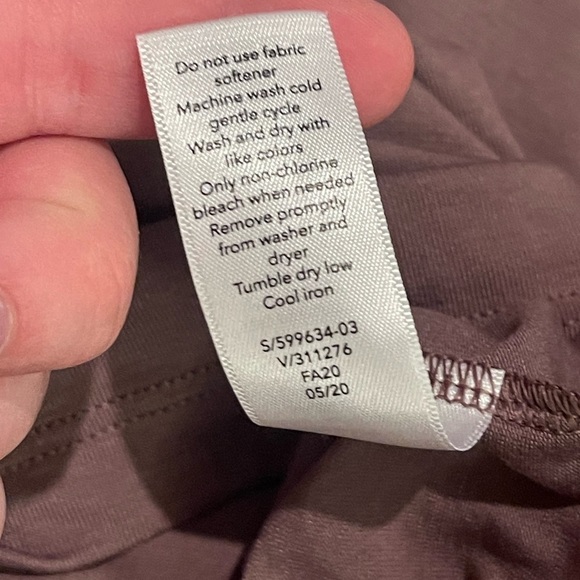 Do not use fabric
softener
Machine wash cold
gentle cycle
Wash and dry with
like colors
Only non-chlorine
bleach when needed
Remove promptly
from washer and
dryer
Tumble dry low
Cool iron
S/599634-03
V/311276
FA20
05/20